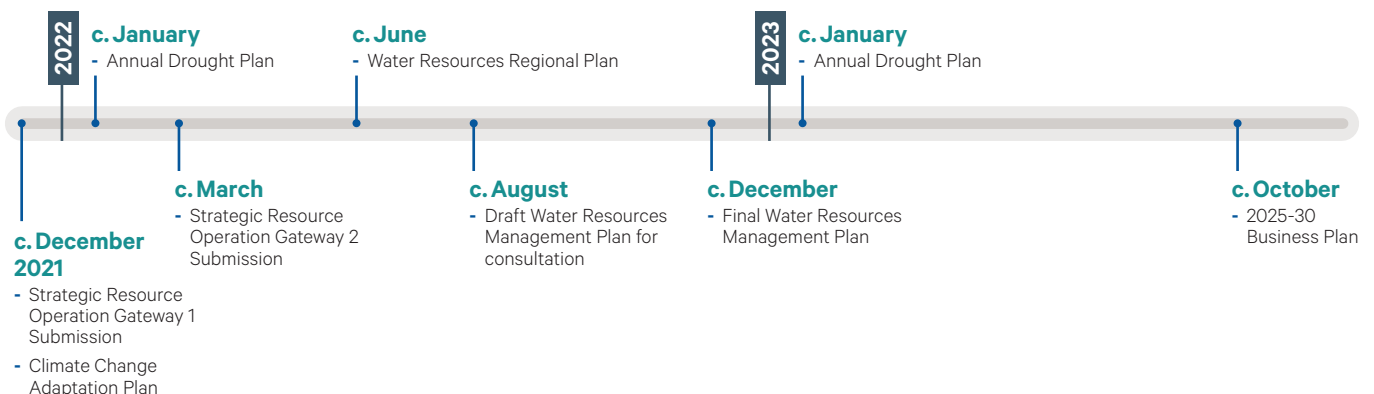 2022
c. January
- Annual Drought Plan
c. June
- Water Resources Regional Plan
2023
c. January
- Annual Drought Plan
c. December
2021
- Strategic Resource
Operation Gateway 1
Submission
- Climate Change
Adaptation Plan
c. March
- Strategic Resource
Operation Gateway 2
Submission
c. August
- Draft Water Resources
Management Plan for
consultation
c. December
- Final Water Resources
Management Plan
c. October
- 2025-30
Business Plan